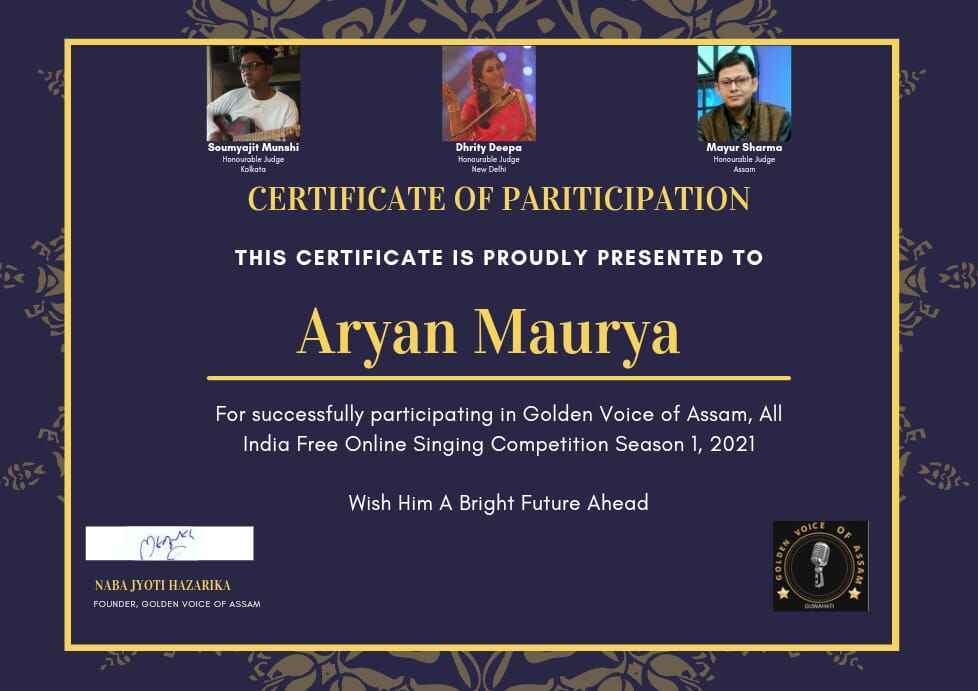 Soumyajit Munshi
Honourable Judge
Kolkata
Dhrity Deepa
Honourable Judge
New Delhi
Mayur Sharma
Honourable Judge
Assam
CERTIFICATE OF PARITICIPATION
THIS CERTIFICATE IS PROUDLY PRESENTED TO
Aryan Maurya
For successfully participating in Golden Voice of Assam, All
India Free Online Singing Competition Season 1, 2021
Wish Him A Bright Future Ahead
NABA JYOTI HAZARIKA
FOUNDER, GOLDEN VOICE OF ASSAM
GOLDEN VOICE OF ASSAM
GUWAHATI